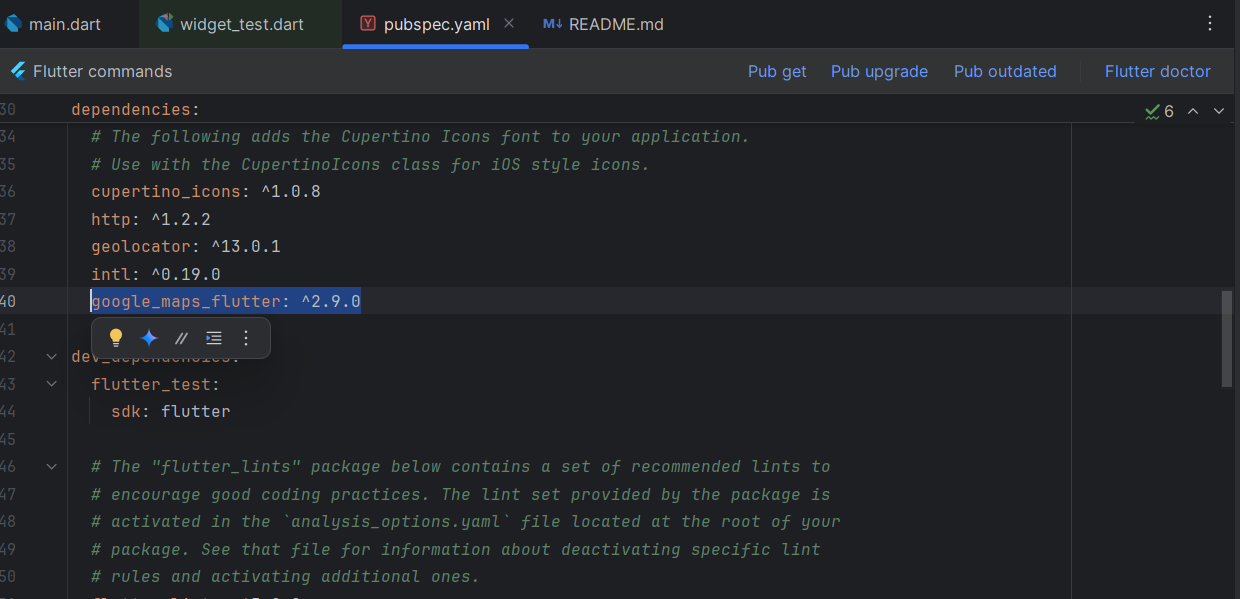 main.dart
widget_test.dart
pubspec.yaml
README.md
Flutter commands
Pub get
Pub upgrade
Pub outdated
Flutter doctor
30 dependencies:
6
34 # The following adds the Cupertino Icons font to your application.
35 # Use with the CupertinoIcons class for iOS style icons.
36 cupertino_icons: ^1.0.8
37 http: ^1.2.2
38 geolocator: ^13.0.1
39 intl: ^0.19.0
40 google_maps_flutter: ^2.9.0
41
42 dev_dependencies:
43 flutter_test:
44 sdk: flutter
45
46 # The "flutter_lints" package below contains a set of recommended lints to
47 # encourage good coding practices. The lint set provided by the package is
48 # activated in the `analysis_options.yaml` file located at the root of your
49 # package. See that file for information about deactivating specific lint
50 # rules and activating additional ones.